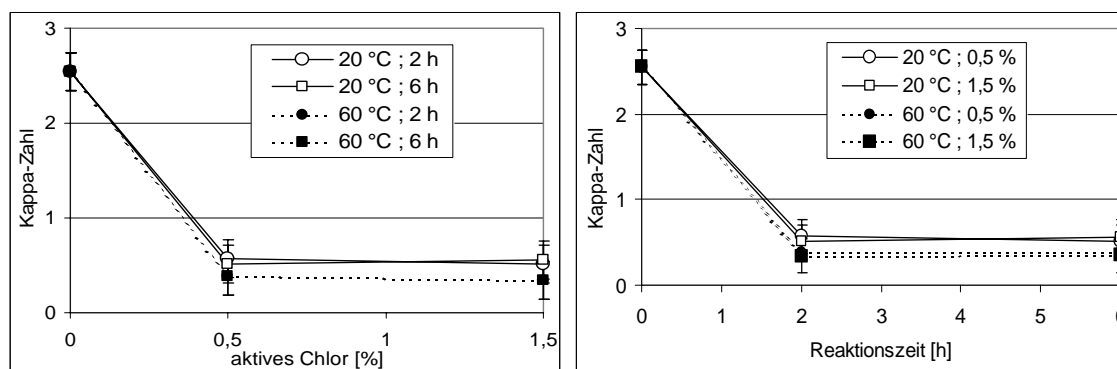 3
2
1
0
Kappa-Zahl
20 °C ; 2 h
20 °C ; 6 h
60 °C ; 2 h
60 °C ; 6 h
0
0,5
1
1,5
aktives Chlor [%]
3
2
1
0
Kappa-Zahl
20 °C ; 0,5 %
20 °C ; 1,5 %
60 °C ; 0,5 %
60 °C ; 1,5 %
0
1
2
3
4
5
Reaktionszeit [h]